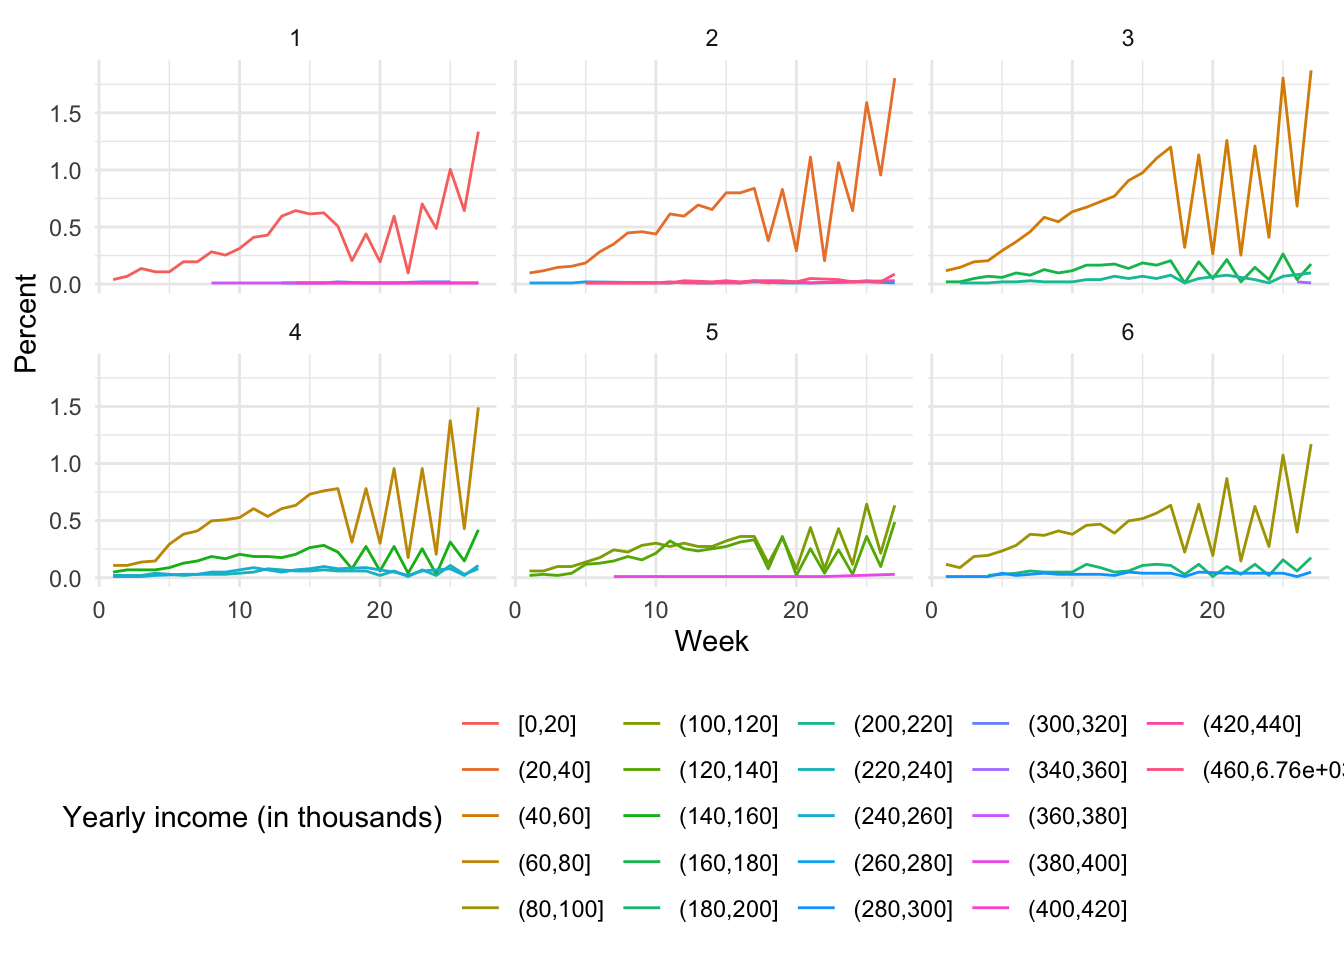 1 2 3
1.5
1.0
0.5
0.0
4 5 6
1.5
1.0
0.5
0.0
Percent
0 10 20 0 10 20 0 10 20
Week
Yearly income (in thousands)
[0,20] (100,120] (200,220] (300,320] (420,440]
(20,40] (120,140] (220,240] (340,360] (460,6.76e+03
(40,60] (140,160] (240,260] (360,380]
(60,80] (160,180] (260,280] (380,400]
(80,100] (180,200] (280,300] (400,420]